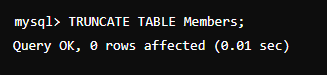 mysql> TRUNCATE TABLE Members;
Query OK, 0 rows affected (0.01 sec)